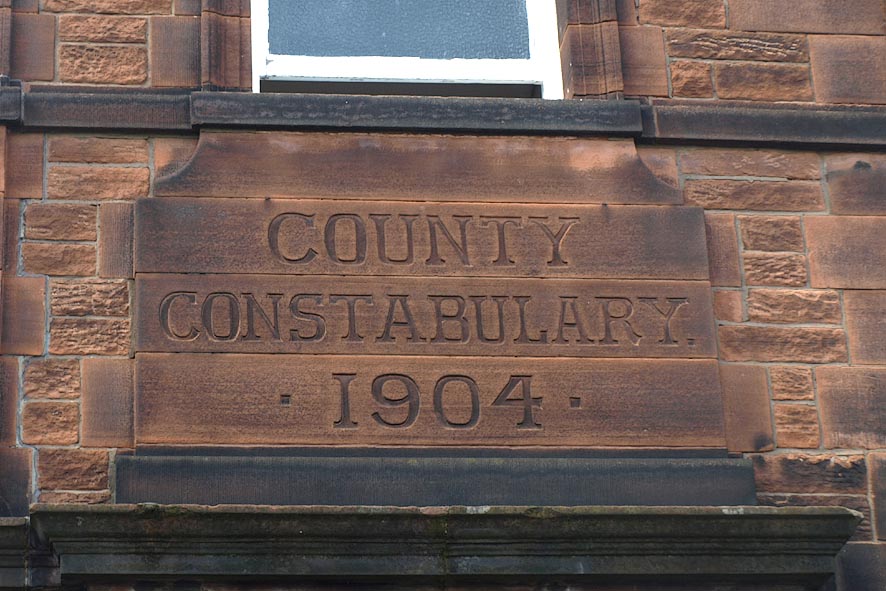 COUNTY
CONSTABULARY.
· 1904 ·